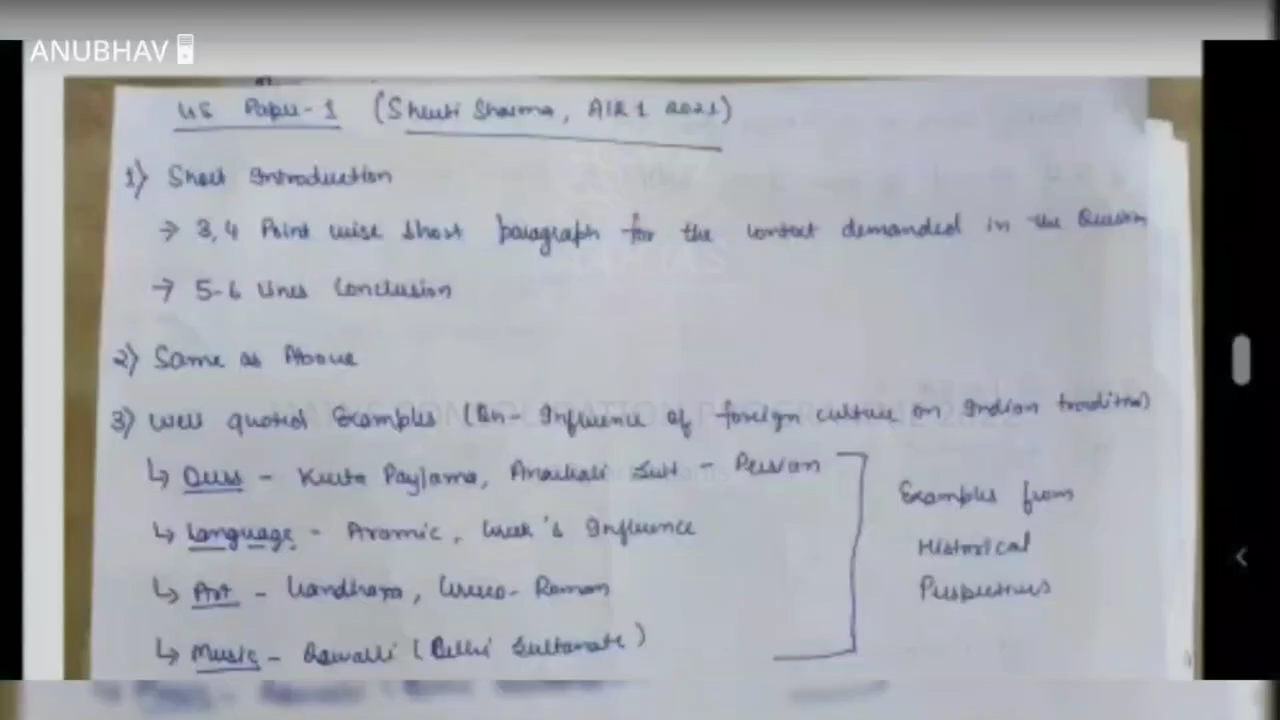 ANUBHAV
GS Paper-1 (Shruti Sharma, AIR 1 2021)
1) Short Introduction
→ 3,4 Point wise short paragraph for the context demanded in the Question
→ 5-6 Lines Conclusion
2) Same as Above
3) Well quoted Examples (Qn- Influence of foreign culture on Indian tradition)
↳ Dress - Kurta Payjama, Anarkali Suit - Persian
↳ Language - Aramic, Greek's Influence
↳ Art - Gandhara, Greco-Roman
↳ Music - Qawalli (Delhi Sultanate)
Examples from
Historical
Perspectives